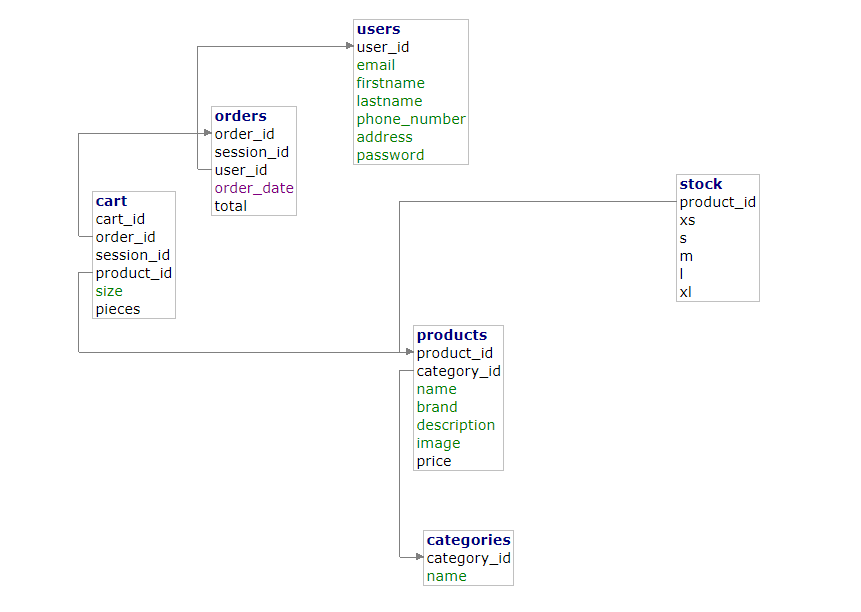 users
user_id
email
firstname
lastname
phone_number
address
password
orders
order_id
session_id
user_id
order_date
total
cart
cart_id
order_id
session_id
product_id
size
pieces
stock
product_id
xs
s
m
l
xl
products
product_id
category_id
name
brand
description
image
price
categories
category_id
name